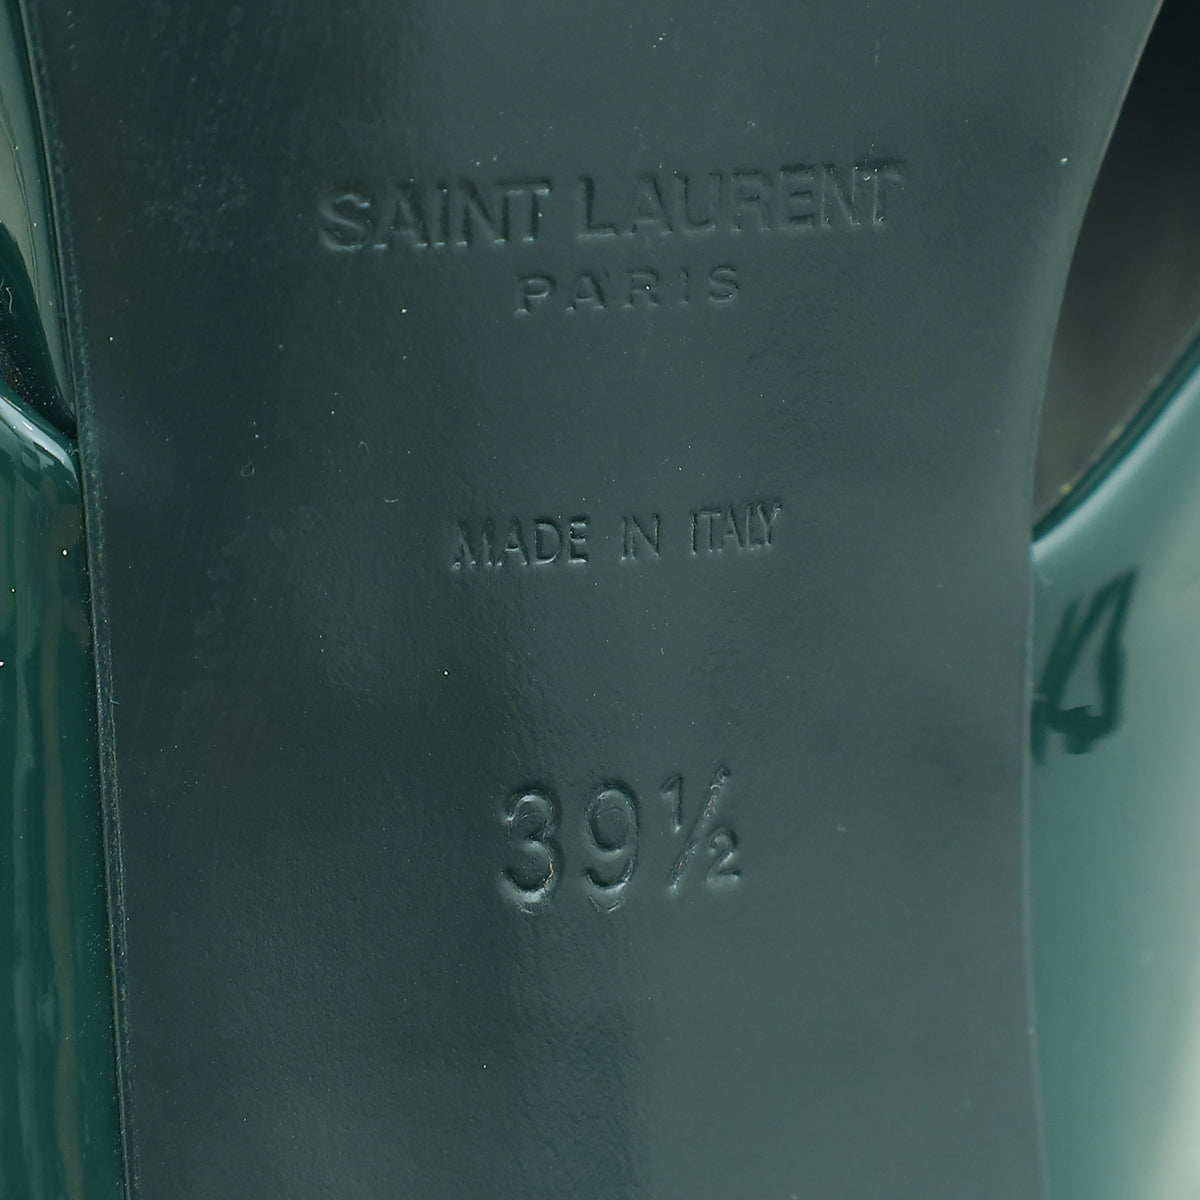 SAINT LAURENT
PARIS
MADE IN ITALY
39½